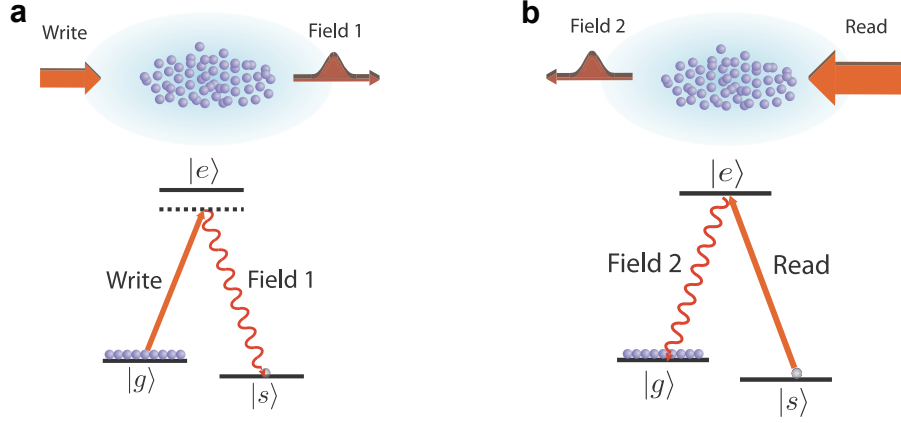 a
Write
Field 1
|e⟩
Write
Field 1
|g⟩
|s⟩
b
Field 2
Read
|e⟩
Field 2
Read
|g⟩
|s⟩